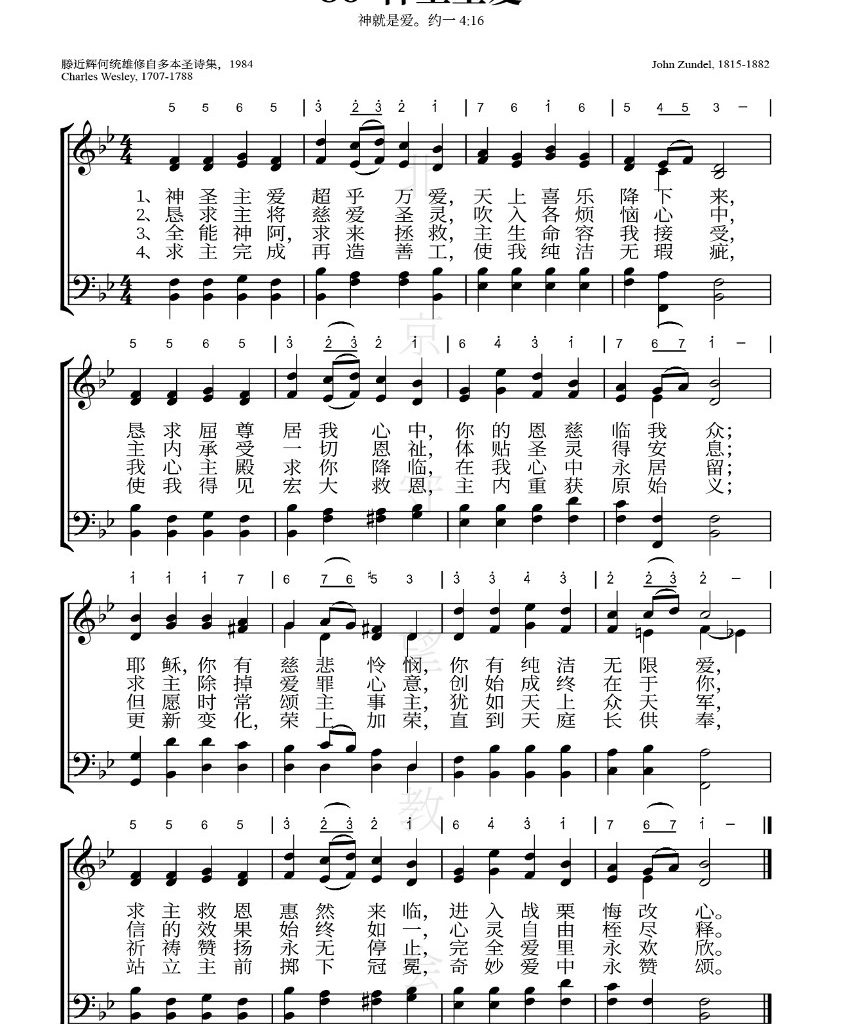 神就是爱。约一 4:16
滕近辉何统雄修自多本圣诗集，1984
Charles Wesley, 1707-1788
John Zundel, 1815-1882
5 5 6 5 | 3 2 3 2 1 | 7 6 1 6 | 5 4 5 3 –
1、神圣主爱超乎万爱，天上喜乐降下来，
2、恳求主将慈爱圣灵，吹入各烦恼心中，
3、全能神阿，求来拯救，主生命容我接受，
4、求主完成再造善工，使我纯洁无瑕疵，
5 5 6 5 | 3 2 3 2 1 | 6 4 3 1 | 7 6 7 1 –
恳求屈尊居我心中，你的恩慈临我众；
主内承受一切恩祉，体贴圣灵得安息；
我心主殿求你降临，在我心中永居留；
使我得见宏大救恩，主内重获原始义；
1 1 1 7 | 6 7 6 #5 3 | 3 3 4 3 | 2 2 3 2 –
耶稣，你有慈悲怜悯，你有纯洁无限爱，
求主除掉爱罪心意，创始成终在于你，
但愿时常颂主事主，犹如天上众天军，
更新变化，荣上加荣，直到天庭长供奉，
5 5 6 5 | 3 2 3 2 1 | 6 4 3 1 | 7 6 7 1 – ||
求主救恩惠然来临，进入战栗悔改心。
信的效果始终如一，心灵自由桎尽释。
祈祷赞扬永无停止，完全爱里永欢欣。
站立主前掷下冠冕，奇妙爱中永赞颂。
北京守望教会